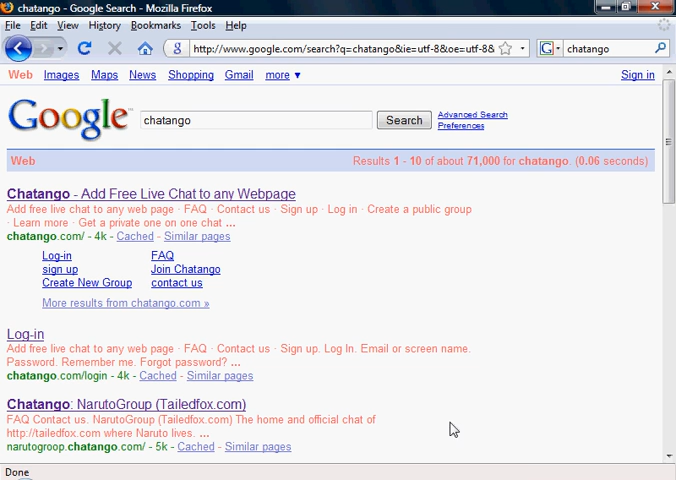 chatango - Google Search - Mozilla Firefox
File Edit View History Bookmarks Tools Help
http://www.google.com/search?q=chatango&ie=utf-8&oe=utf-8& G chatango
Web Images Maps News Shopping Gmail more ▼ Sign in
Google™ chatango Search Advanced Search
Preferences
Web Results 1 - 10 of about 71,000 for chatango. (0.06 seconds)
Chatango - Add Free Live Chat to any Webpage
Add free live chat to any web page · FAQ · Contact us · Sign up · Log in · Create a public group
· Learn more · Get a private one on one chat ...
chatango.com/ - 4k - Cached - Similar pages
Log-in FAQ
sign up Join Chatango
Create New Group contact us
More results from chatango.com »
Log-in
Add free live chat to any web page · FAQ · Contact us · Sign up. Log In. Email or screen name.
Password. Remember me. Forgot password? ...
chatango.com/login - 4k - Cached - Similar pages
Chatango: NarutoGroup (Tailedfox.com)
FAQ Contact us. NarutoGroup (Tailedfox.com) The home and official chat of
http://tailedfox.com where Naruto lives. ...
narutogroop.chatango.com/ - 5k - Cached - Similar pages
Done